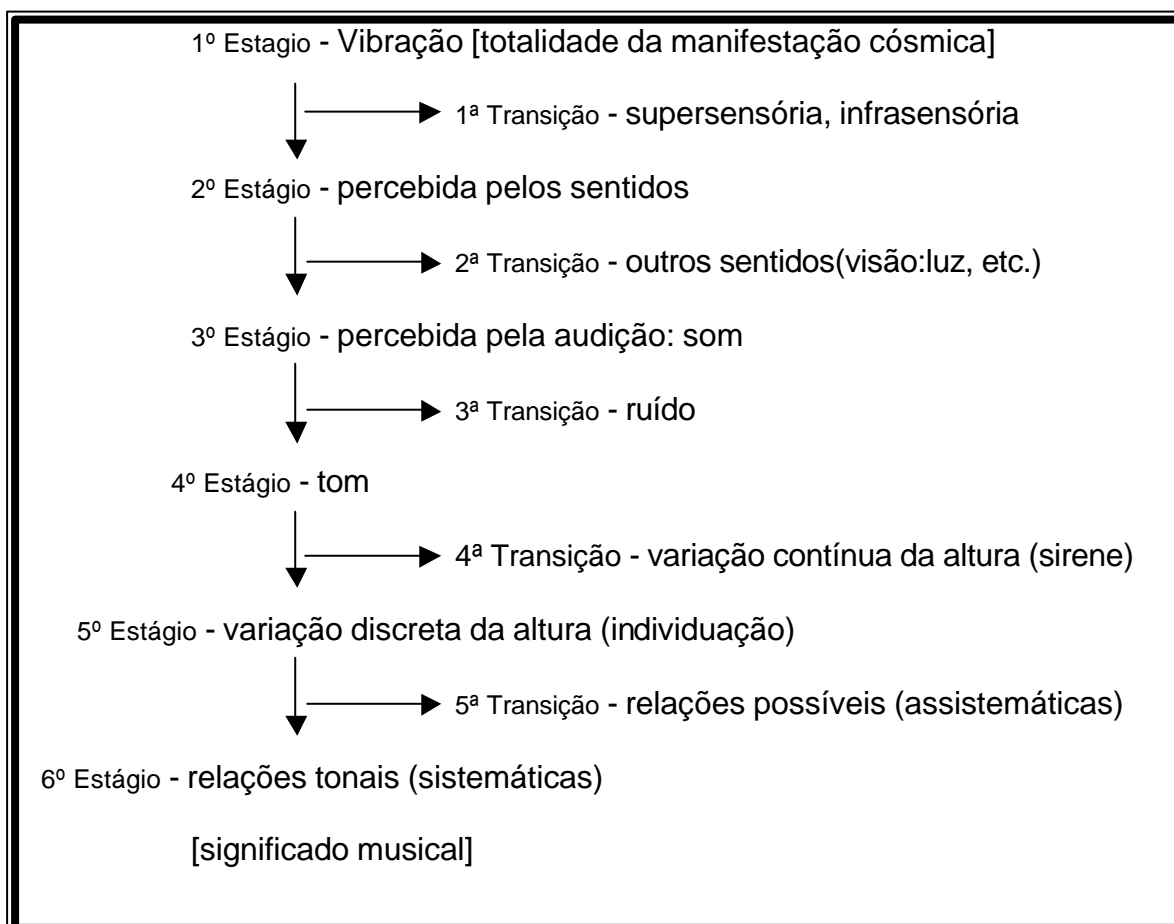 1º Estagio - Vibração [totalidade da manifestação cósmica]
1ª Transição - supersensória, infrasensória
2º Estágio - percebida pelos sentidos
2ª Transição - outros sentidos(visão:luz, etc.)
3º Estágio - percebida pela audição: som
3ª Transição - ruído
4º Estágio - tom
4ª Transição - variação contínua da altura (sirene)
5º Estágio - variação discreta da altura (individuação)
5ª Transição - relações possíveis (assistemáticas)
6º Estágio - relações tonais (sistemáticas)
[significado musical]